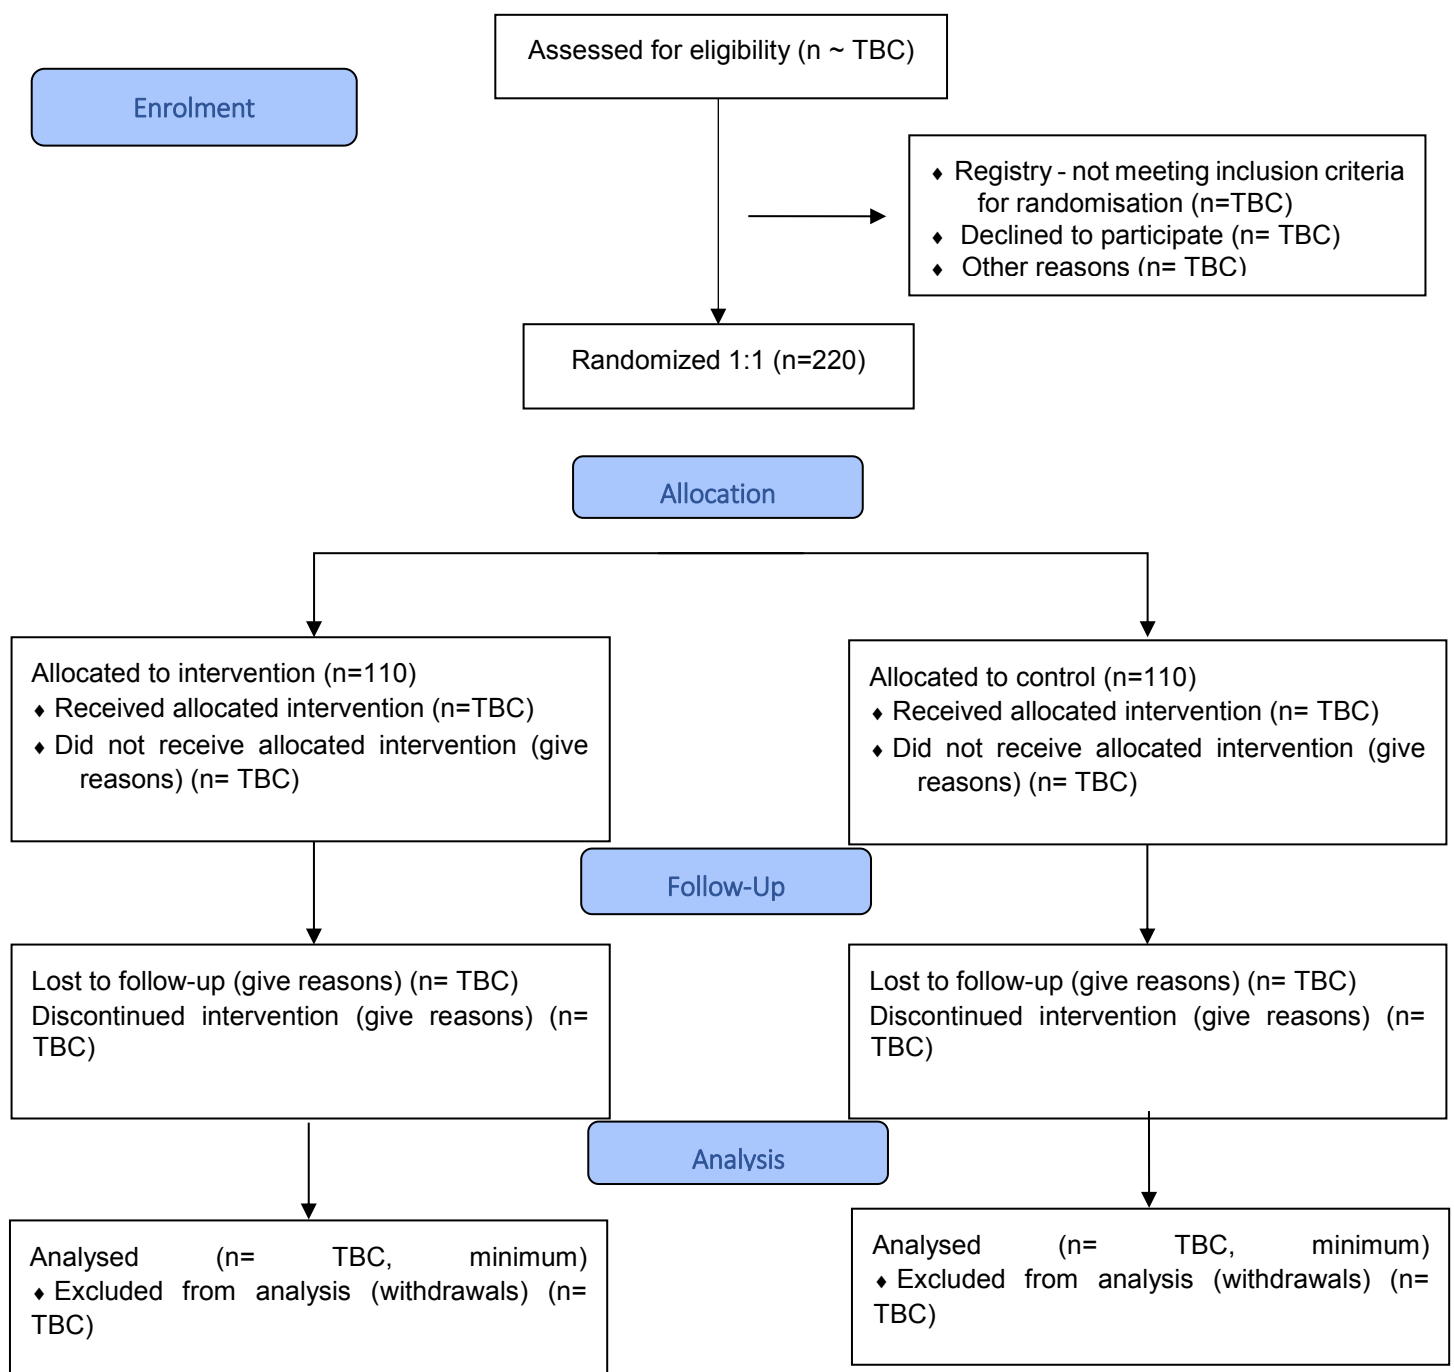 Assessed for eligibility (n ~ TBC)
Enrolment
♦ Registry - not meeting inclusion criteria
for randomisation (n=TBC)
♦ Declined to participate (n= TBC)
♦ Other reasons (n= TBC)
Randomized 1:1 (n=220)
Allocation
Allocated to intervention (n=110)
♦ Received allocated intervention (n=TBC)
♦ Did not receive allocated intervention (give
reasons) (n= TBC)
Allocated to control (n=110)
♦ Received allocated intervention (n= TBC)
♦ Did not receive allocated intervention (give
reasons) (n= TBC)
Follow-Up
Lost to follow-up (give reasons) (n= TBC)
Discontinued intervention (give reasons) (n=
TBC)
Lost to follow-up (give reasons) (n= TBC)
Discontinued intervention (give reasons) (n=
TBC)
Analysis
Analysed (n= TBC, minimum)
♦ Excluded from analysis (withdrawals) (n=
TBC)
Analysed (n= TBC, minimum)
♦ Excluded from analysis (withdrawals) (n=
TBC)